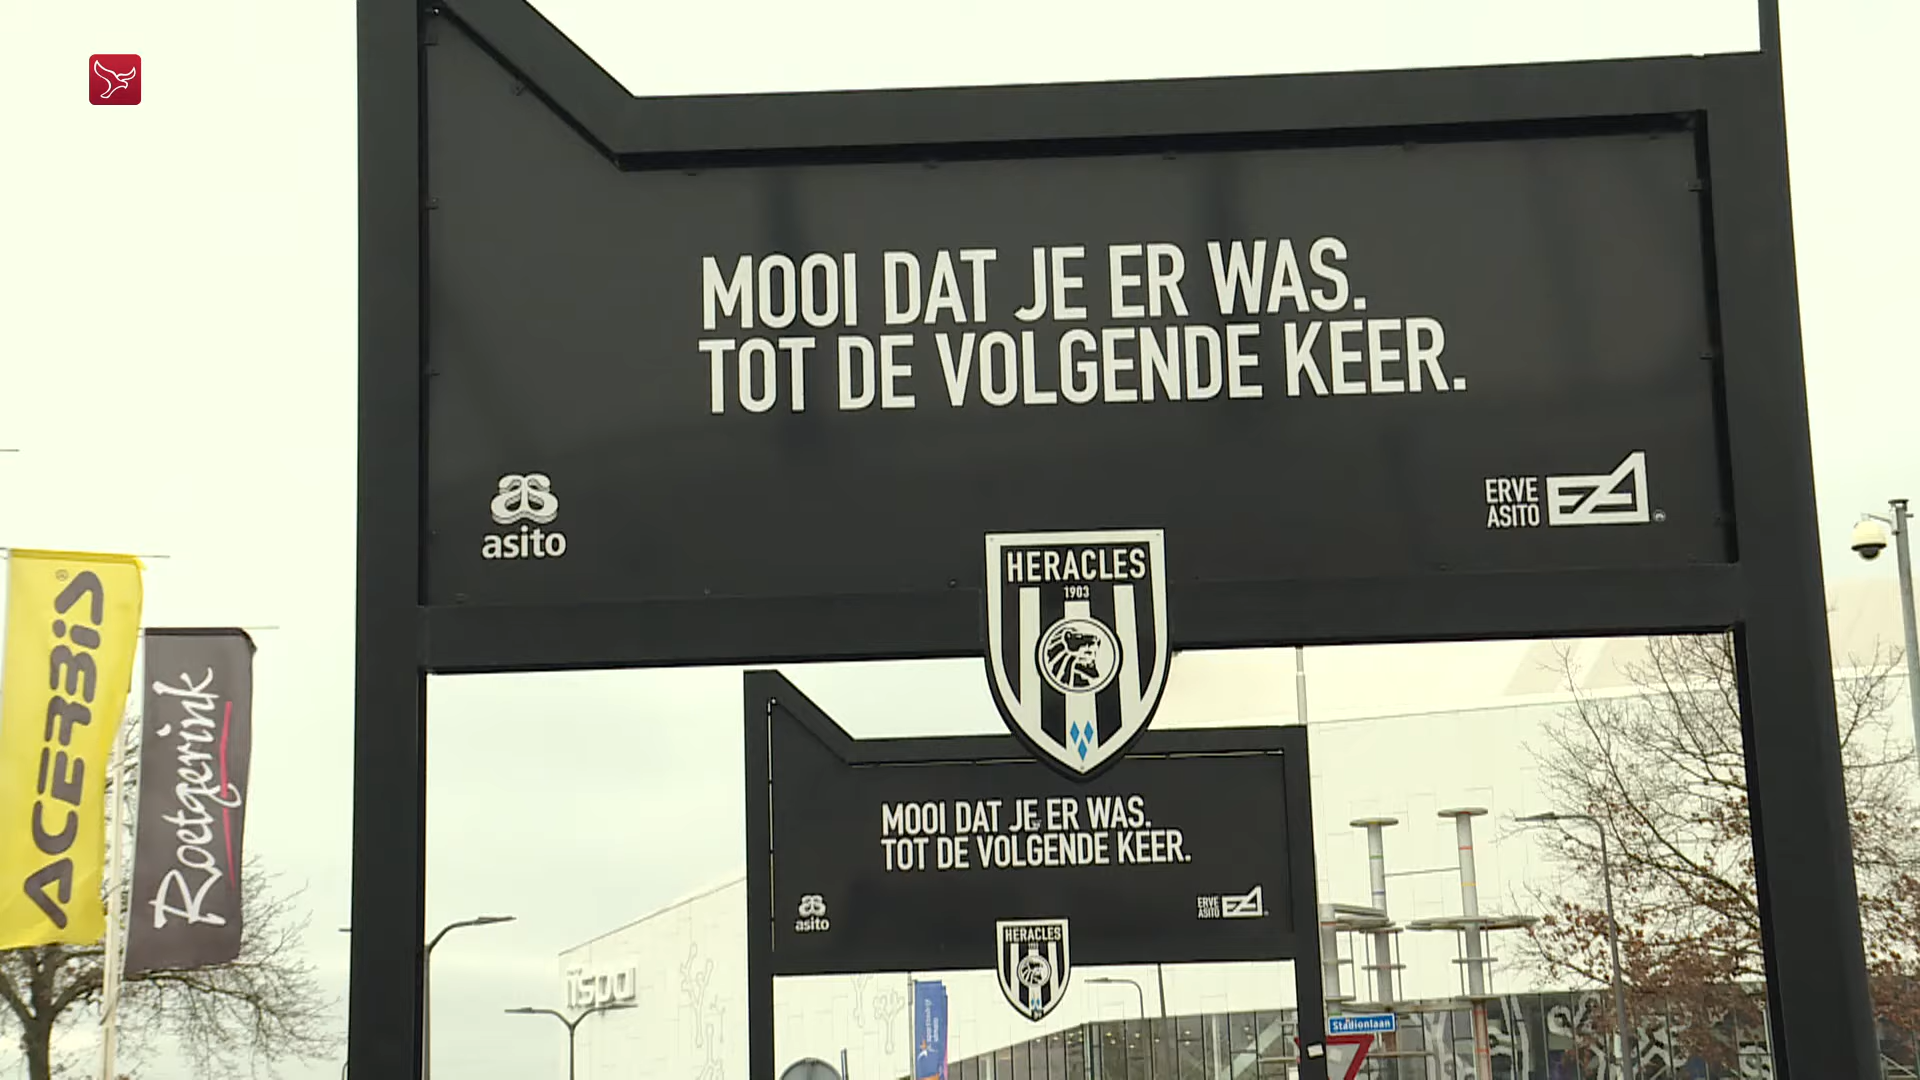 MOOI DAT JE ER WAS.
TOT DE VOLGENDE KEER.
asito
ERVE
ASITO
HERACLES
1903
ACERBIS
Roetgerink
MOOI DAT JE ER WAS.
TOT DE VOLGENDE KEER.
asito
ERVE
ASITO
HERACLES
Stadionlaan